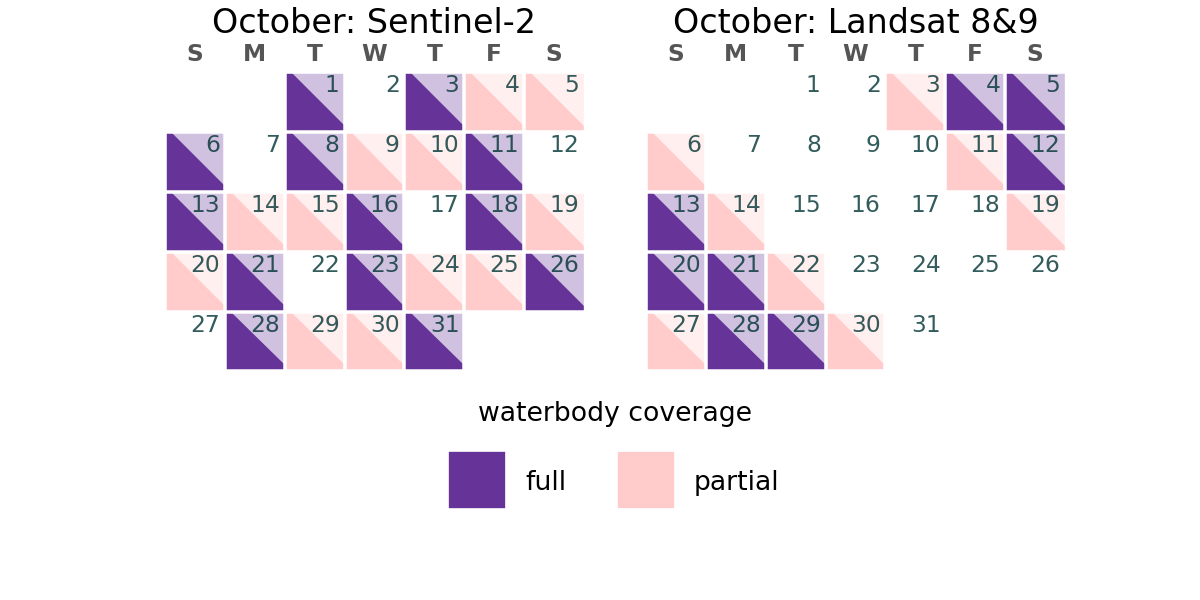 October: Sentinel-2
S M T W T F S
1 2 3 4 5
6 7 8 9 10 11 12
13 14 15 16 17 18 19
20 21 22 23 24 25 26
27 28 29 30 31
October: Landsat 8&9
S M T W T F S
1 2 3 4 5
6 7 8 9 10 11 12
13 14 15 16 17 18 19
20 21 22 23 24 25 26
27 28 29 30 31
waterbody coverage
full partial